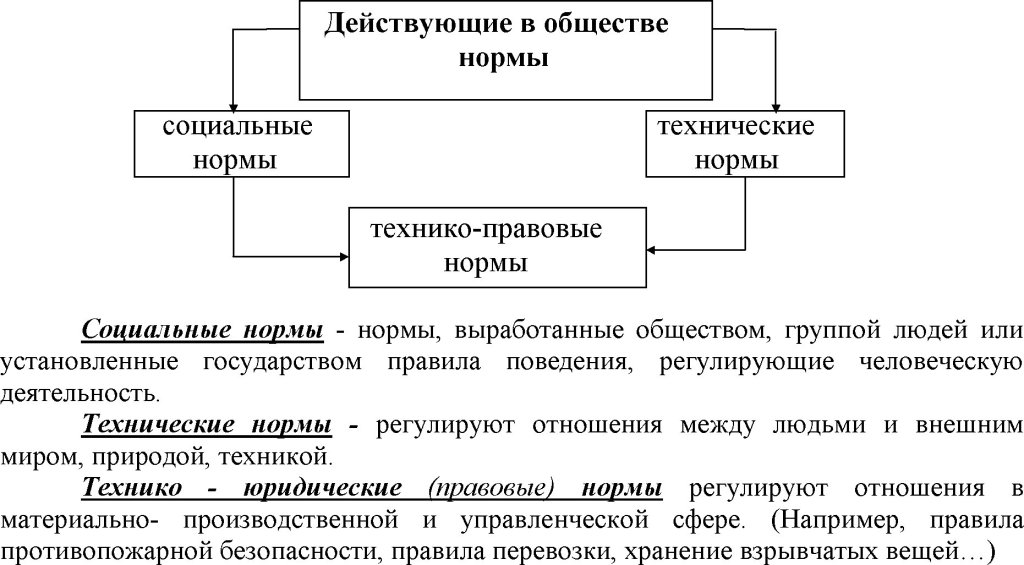 Действующие в обществе
нормы
социальные
нормы
технические
нормы
технико-правовые
нормы
Социальные нормы - нормы, выработанные обществом, группой людей или
установленные государством правила поведения, регулирующие человеческую
деятельность.
Технические нормы - регулируют отношения между людьми и внешним
миром, природой, техникой.
Технико - юридические (правовые) нормы регулируют отношения в
материально- производственной и управленческой сфере. (Например, правила
противопожарной безопасности, правила перевозки, хранение взрывчатых вещей…)